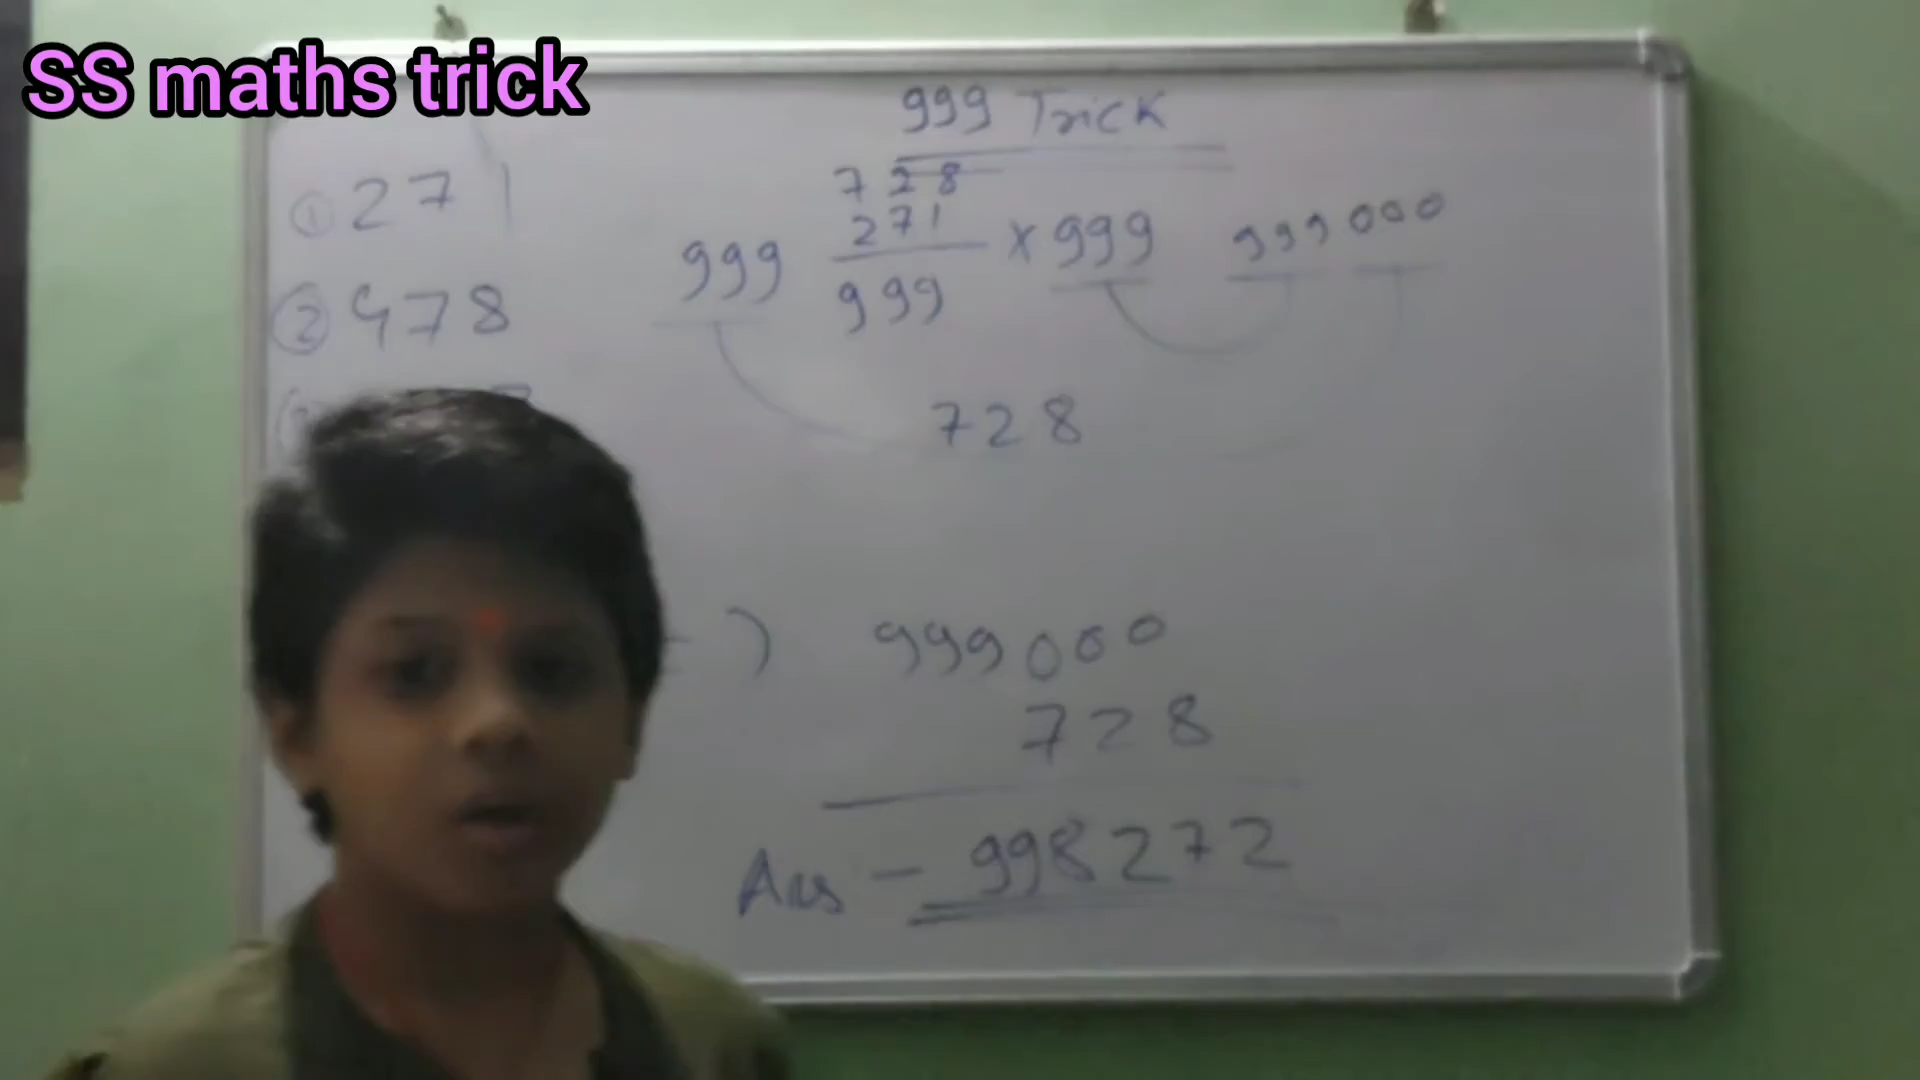 SS maths trick
999 Trick
① 271
② 478
728
271
999 999 × 999 999000
728
999000
728
Ans - 998272